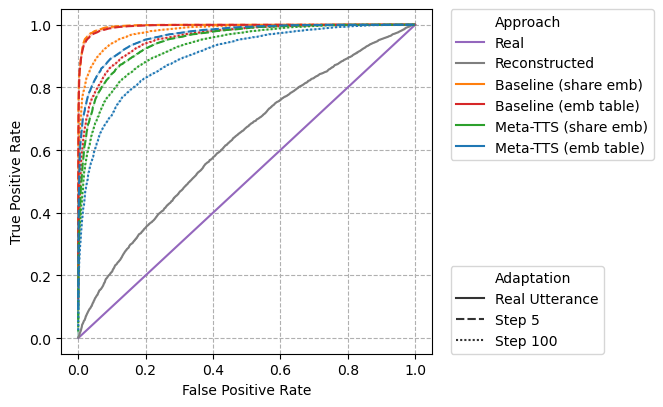 1.0
0.8
0.6
0.4
0.2
0.0
True Positive Rate
0.0 0.2 0.4 0.6 0.8 1.0
False Positive Rate
Approach
Real
Reconstructed
Baseline (share emb)
Baseline (emb table)
Meta-TTS (share emb)
Meta-TTS (emb table)
Adaptation
Real Utterance
Step 5
Step 100